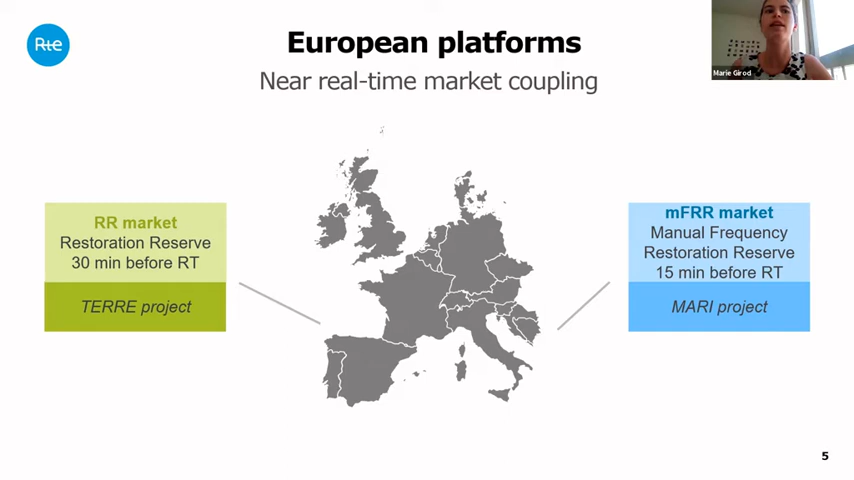 Rte
European platforms
Near real-time market coupling
Marie Girod
RR market
Restoration Reserve
30 min before RT
TERRE project
mFRR market
Manual Frequency
Restoration Reserve
15 min before RT
MARI project
5